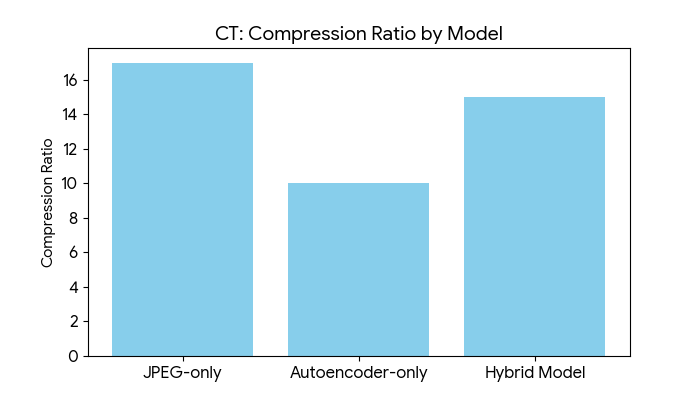 CT: Compression Ratio by Model
Compression Ratio
16
14
12
10
8
6
4
2
0
JPEG-only
Autoencoder-only
Hybrid Model